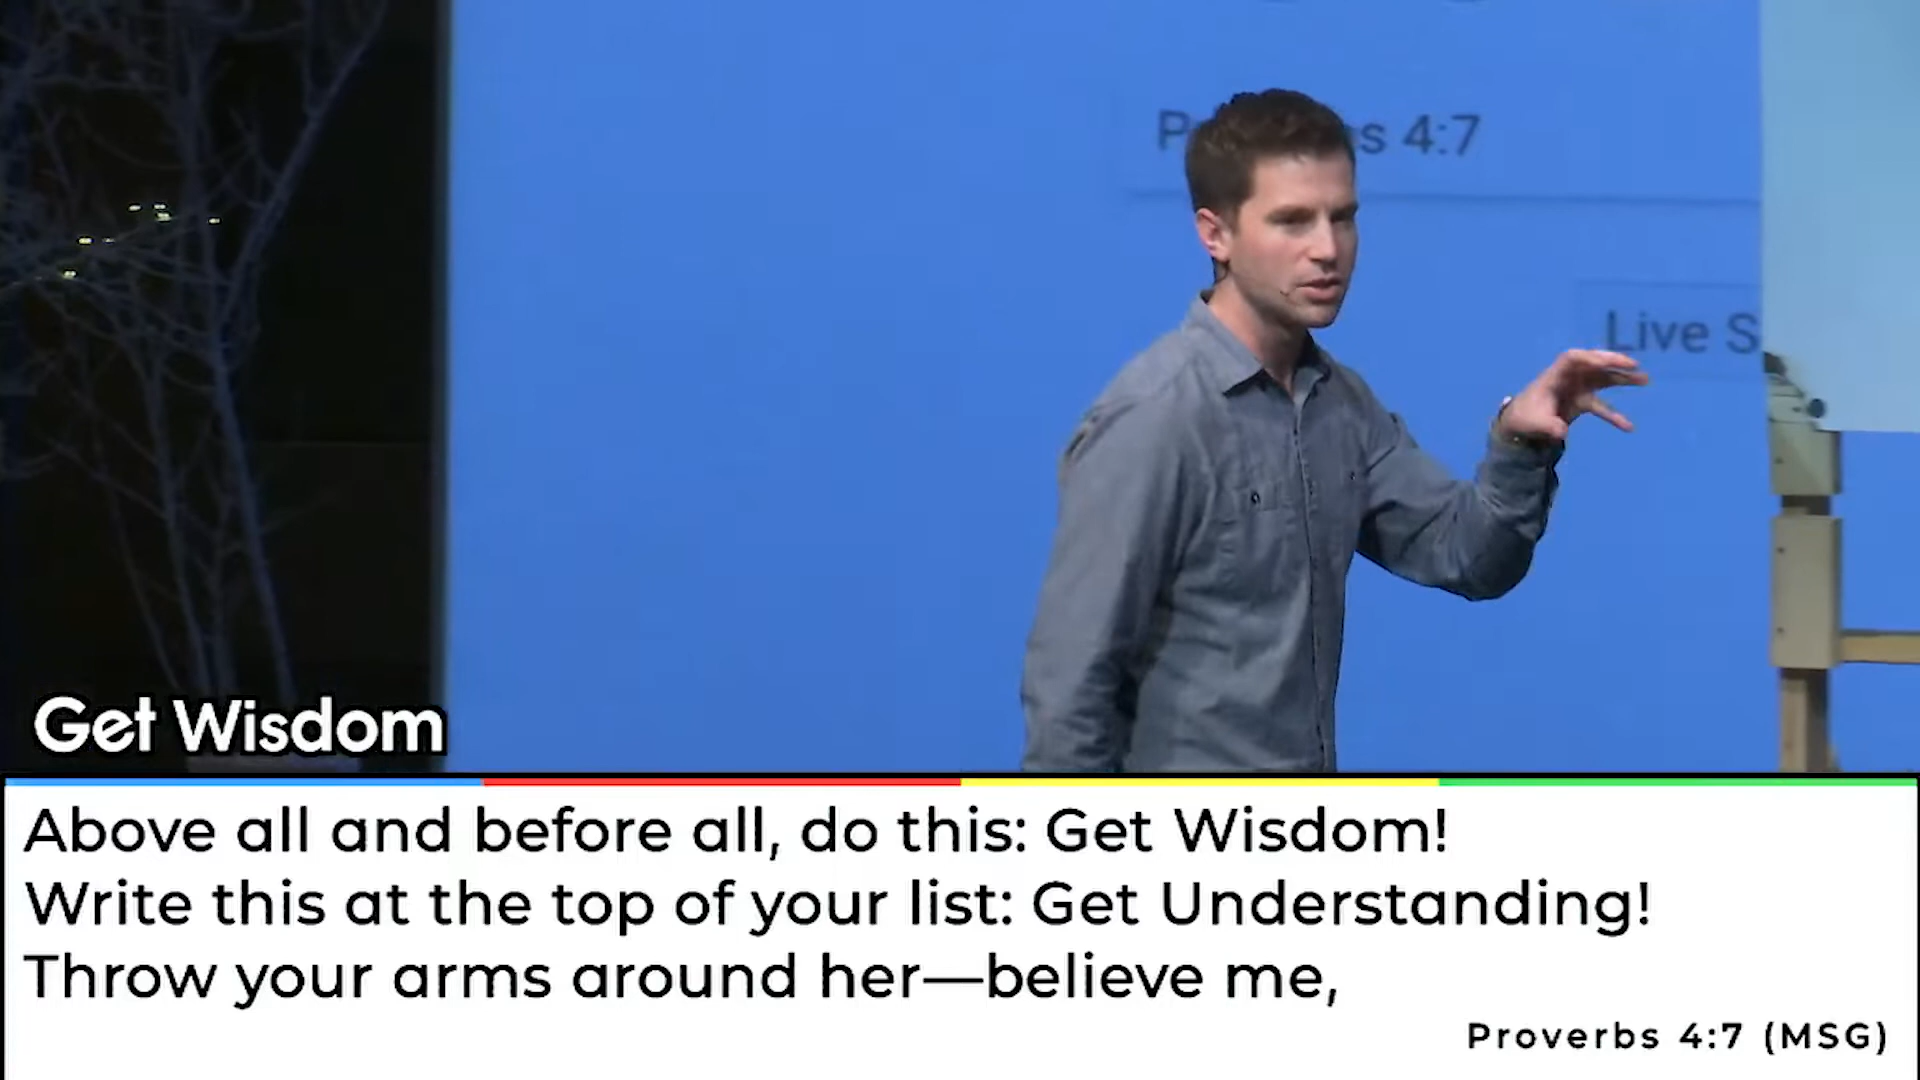 s 4:7
Live S
Get Wisdom
Above all and before all, do this: Get Wisdom!
Write this at the top of your list: Get Understanding!
Throw your arms around her—believe me,
Proverbs 4:7 (MSG)